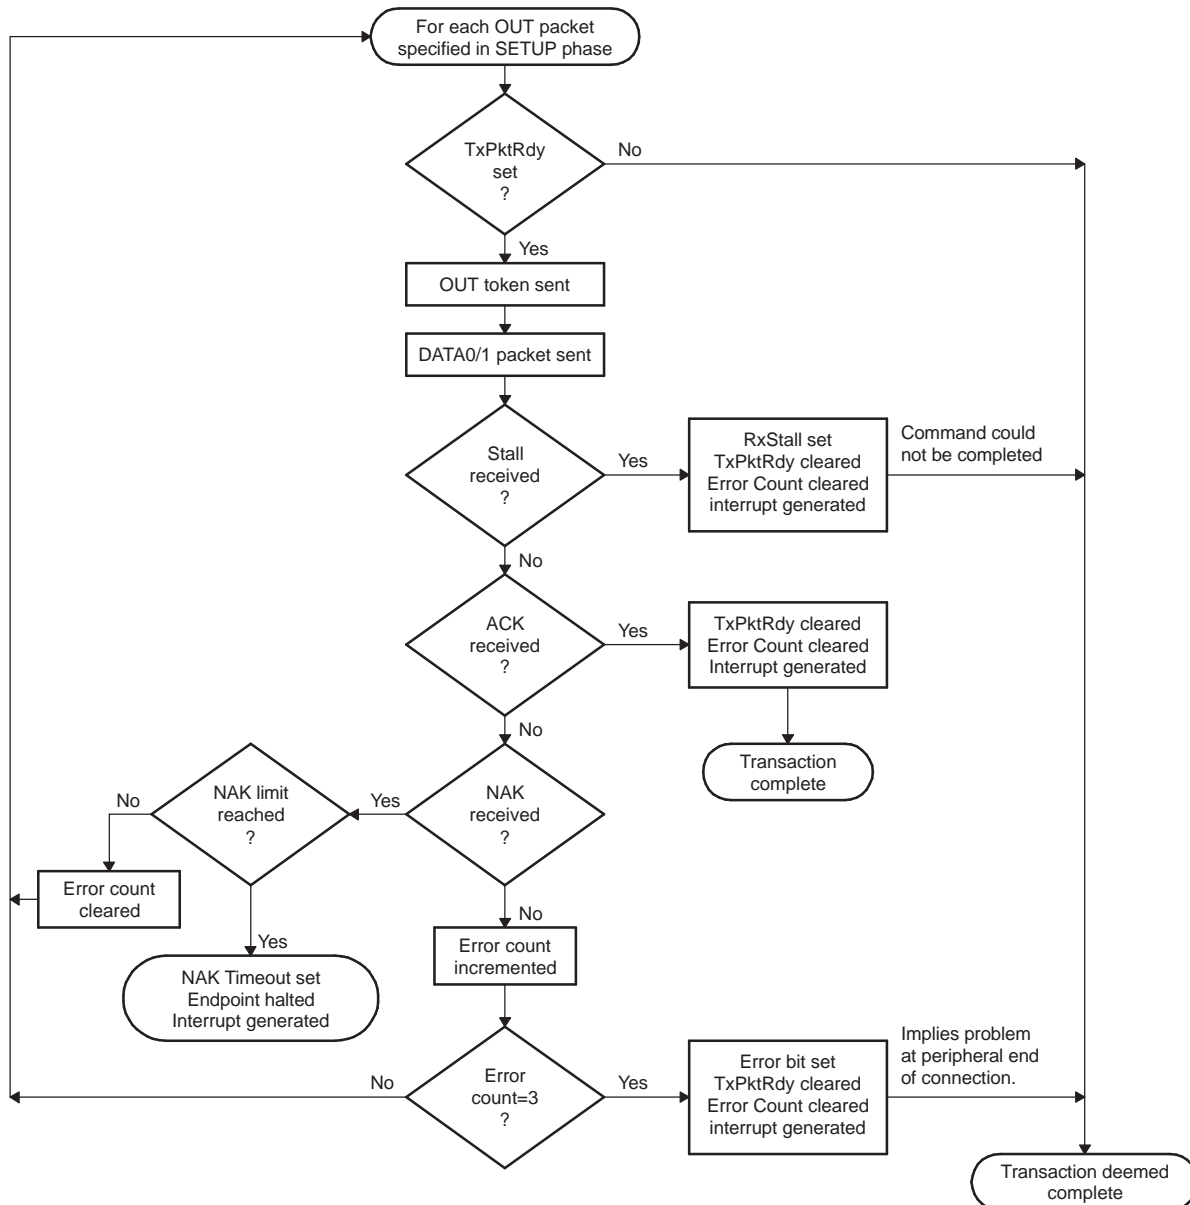 For each OUT packet
specified in SETUP phase
TxPktRdy
set
?
No
Yes
OUT token sent
DATA0/1 packet sent
Stall
received
?
Yes
RxStall set
TxPktRdy cleared
Error Count cleared
interrupt generated
Command could
not be completed
No
ACK
received
?
Yes
TxPktRdy cleared
Error Count cleared
Interrupt generated
No
Transaction
complete
NAK
received
?
Yes
NAK limit
reached
?
No
Error count
cleared
Yes
NAK Timeout set
Endpoint halted
Interrupt generated
No
Error count
incremented
Error
count=3
?
No
Yes
Error bit set
TxPktRdy cleared
Error Count cleared
interrupt generated
Implies problem
at peripheral end
of connection.
Transaction deemed
complete